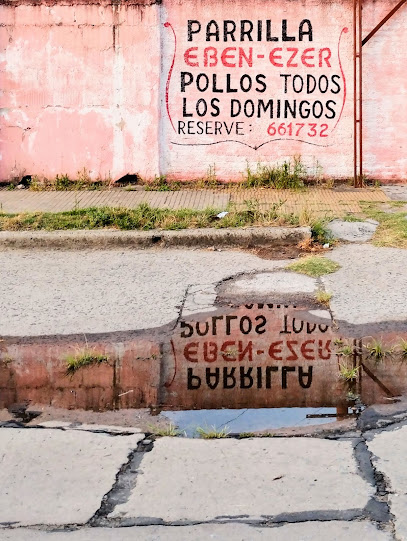 PARRILLA
EBEN-EZER
POLLOS TODOS
LOS DOMINGOS
RESERVE: 661732